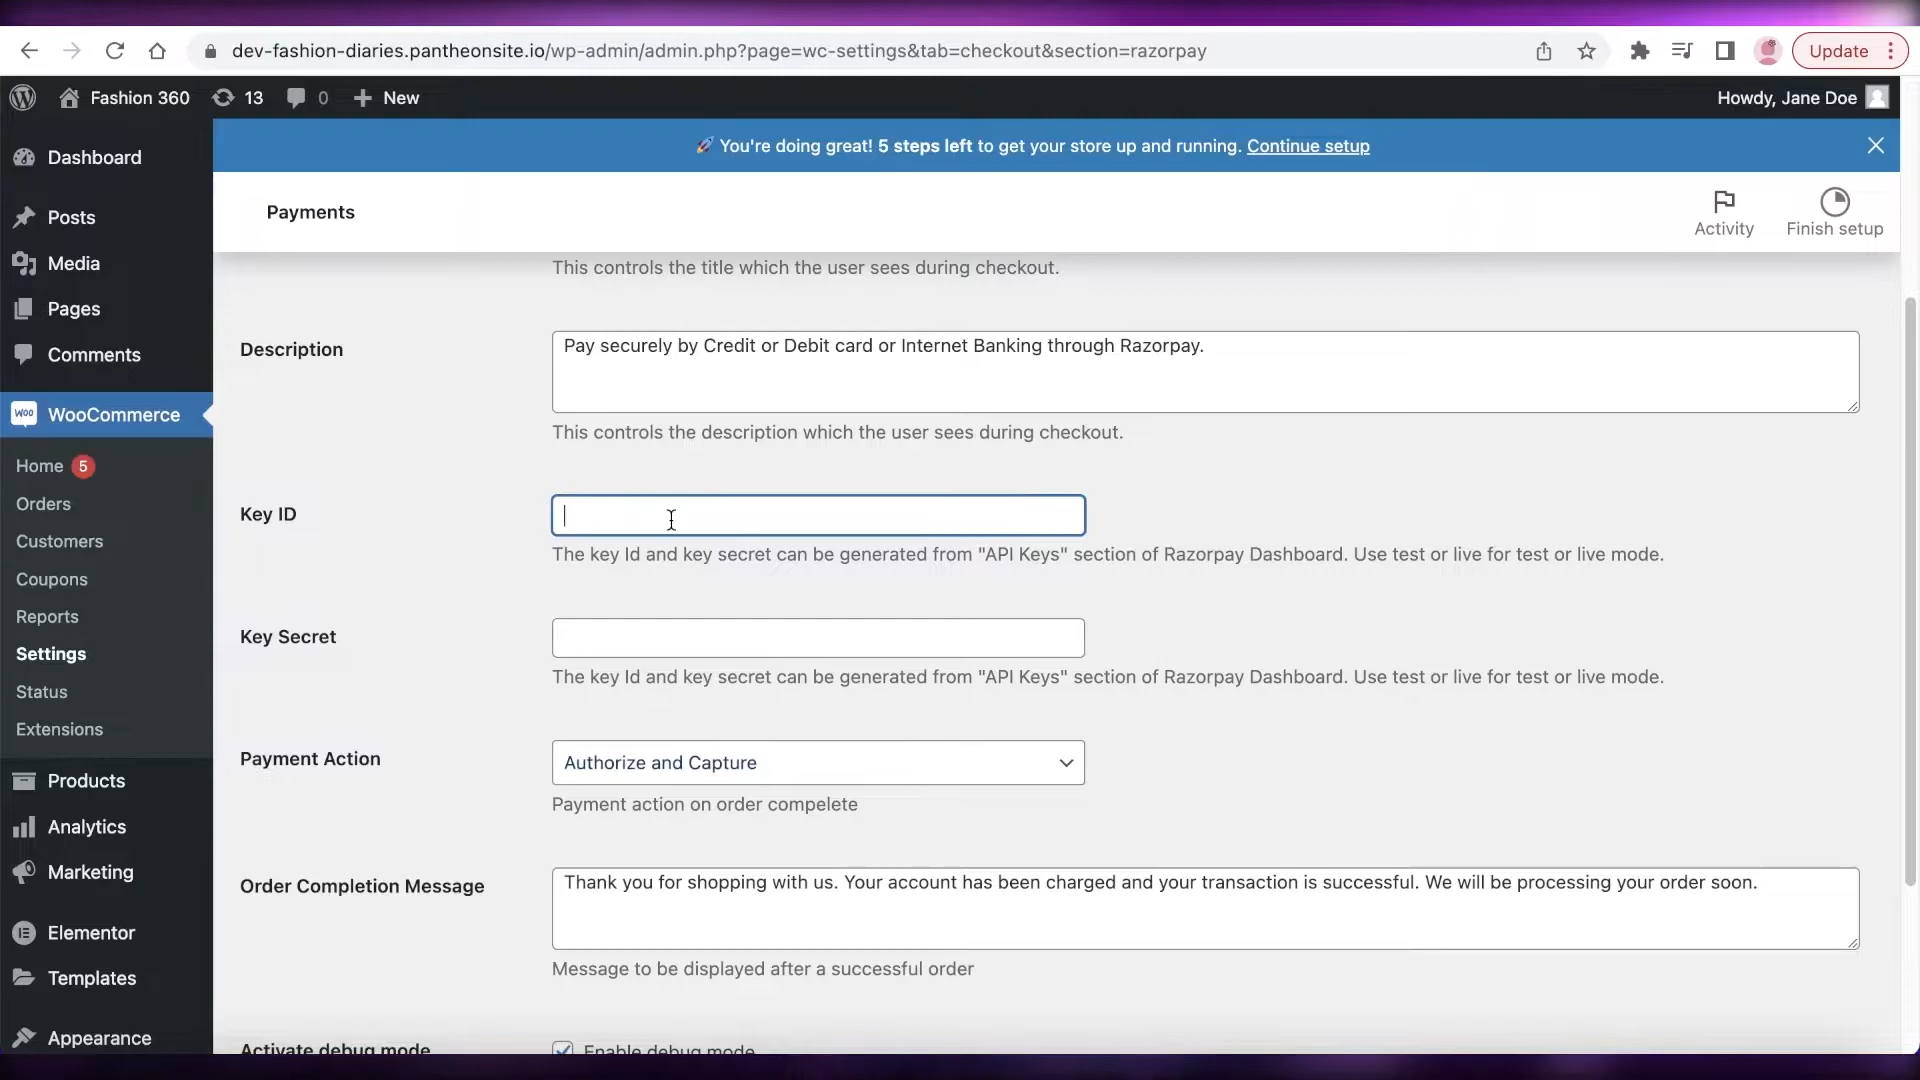 dev-fashion-diaries.pantheonsite.io/wp-admin/admin.php?page=wc-settings&tab=checkout&section=razorpay
Update
Fashion 360
13
0
New
Howdy, Jane Doe
Dashboard
Posts
Media
Pages
Comments
woo WooCommerce
Home 5
Orders
Customers
Coupons
Reports
Settings
Status
Extensions
Products
Analytics
Marketing
Elementor
Templates
Appearance
🚀 You're doing great! 5 steps left to get your store up and running. Continue setup
Payments
Activity
Finish setup
This controls the title which the user sees during checkout.
Description
Pay securely by Credit or Debit card or Internet Banking through Razorpay.
This controls the description which the user sees during checkout.
Key ID
The key Id and key secret can be generated from "API Keys" section of Razorpay Dashboard. Use test or live for test or live mode.
Key Secret
The key Id and key secret can be generated from "API Keys" section of Razorpay Dashboard. Use test or live for test or live mode.
Payment Action
Authorize and Capture
Payment action on order compelete
Order Completion Message
Thank you for shopping with us. Your account has been charged and your transaction is successful. We will be processing your order soon.
Message to be displayed after a successful order
Activate debug mode
Enable debug mode